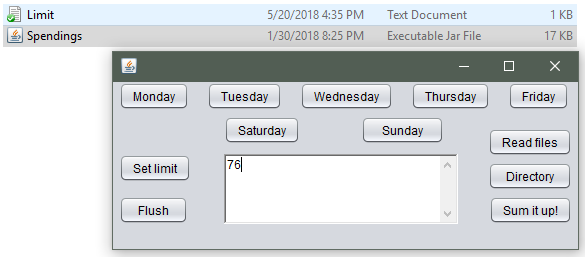 Limit 5/20/2018 4:35 PM Text Document 1 KB
Spendings 1/30/2018 8:25 PM Executable Jar File 17 KB
Monday Tuesday Wednesday Thursday Friday
Saturday Sunday
Read files
Set limit 76 Directory
Flush Sum it up!